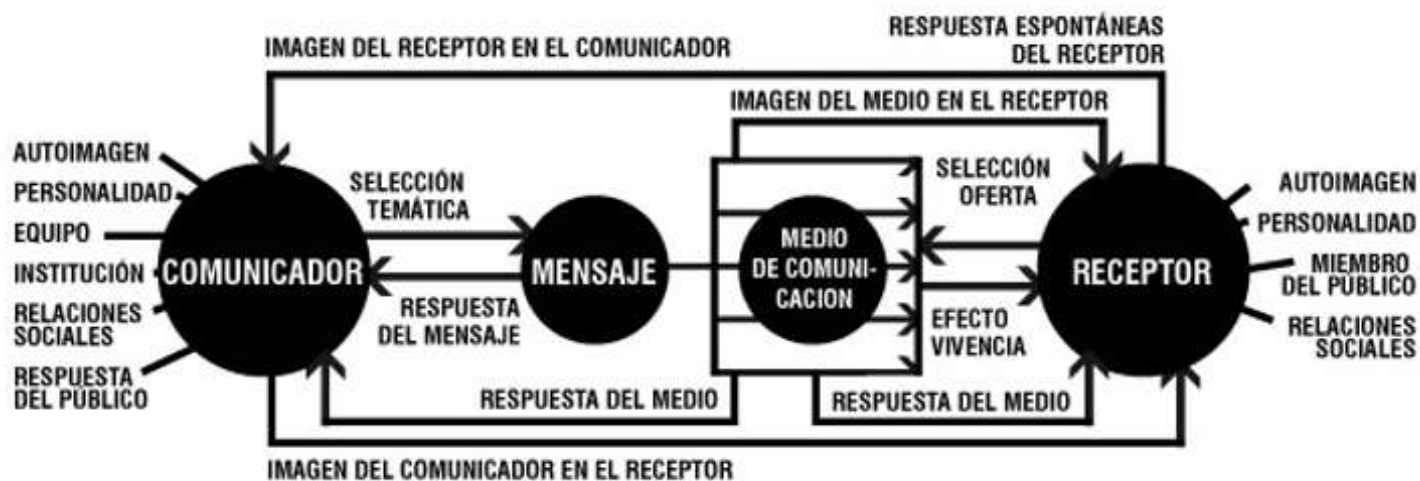 IMAGEN DEL RECEPTOR EN EL COMUNICADOR
RESPUESTA ESPONTÁNEAS
DEL RECEPTOR
IMAGEN DEL MEDIO EN EL RECEPTOR
AUTOIMAGEN
PERSONALIDAD
EQUIPO
INSTITUCIÓN
RELACIONES
SOCIALES
RESPUESTA
DEL PÚBLICO
COMUNICADOR
SELECCIÓN
TEMÁTICA
RESPUESTA
DEL MENSAJE
MENSAJE
MEDIO
DE COMUNI-
CACION
SELECCIÓN
OFERTA
EFECTO
VIVENCIA
RECEPTOR
AUTOIMAGEN
PERSONALIDAD
MIEMBRO
DEL PÚBLICO
RELACIONES
SOCIALES
RESPUESTA DEL MEDIO
RESPUESTA DEL MEDIO
IMAGEN DEL COMUNICADOR EN EL RECEPTOR